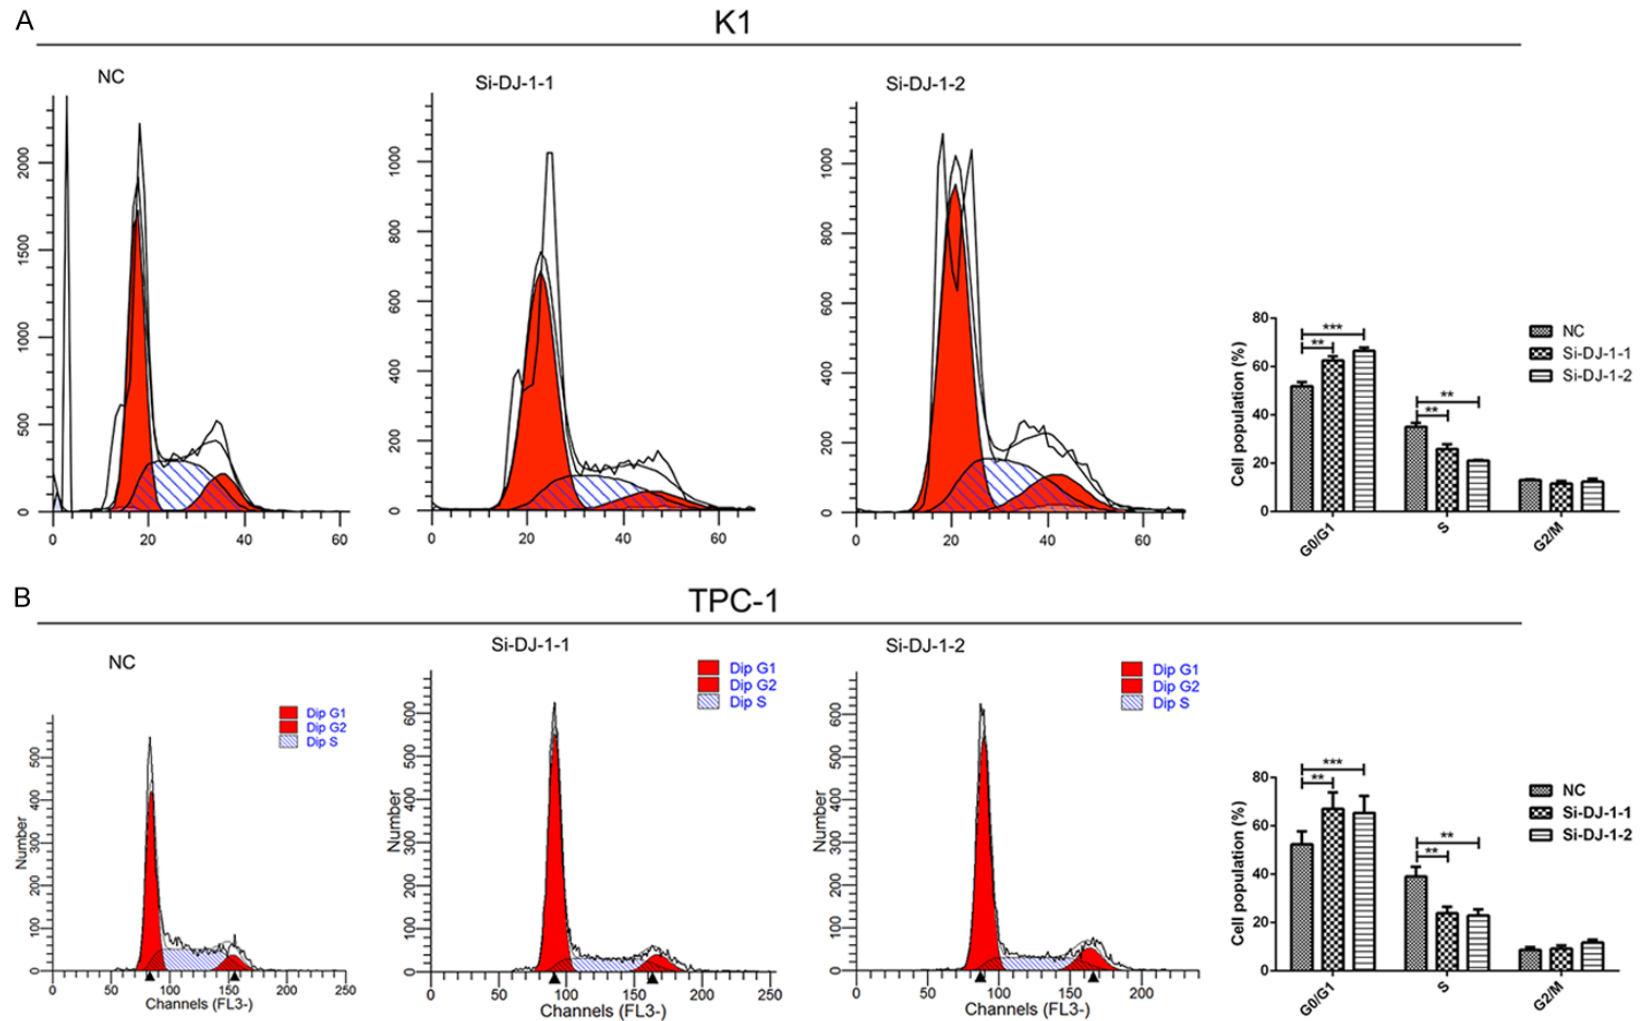 A
K1
NC
Si-DJ-1-1
Si-DJ-1-2
2000
1500
1000
500
0
0 20 40 60
1000
800
600
400
200
0
0 20 40 60
1000
800
600
400
200
0
0 20 40 60
Cell population (%)
80
60
40
20
0
*** **
** **
G0/G1 S G2/M
NC
Si-DJ-1-1
Si-DJ-1-2
B
TPC-1
NC
Dip G1
Dip G2
Dip S
Number
500
400
300
200
100
0
0 50 100 150 200 250
Channels (FL3-)
Si-DJ-1-1
Dip G1
Dip G2
Dip S
Number
600
500
400
300
200
100
0
0 50 100 150 200 250
Channels (FL3-)
Si-DJ-1-2
Dip G1
Dip G2
Dip S
Number
600
500
400
300
200
100
0
0 50 100 150 200
Channels (FL3-)
Cell population (%)
80
60
40
20
0
*** **
** **
G0/G1 S G2/M
NC
Si-DJ-1-1
Si-DJ-1-2